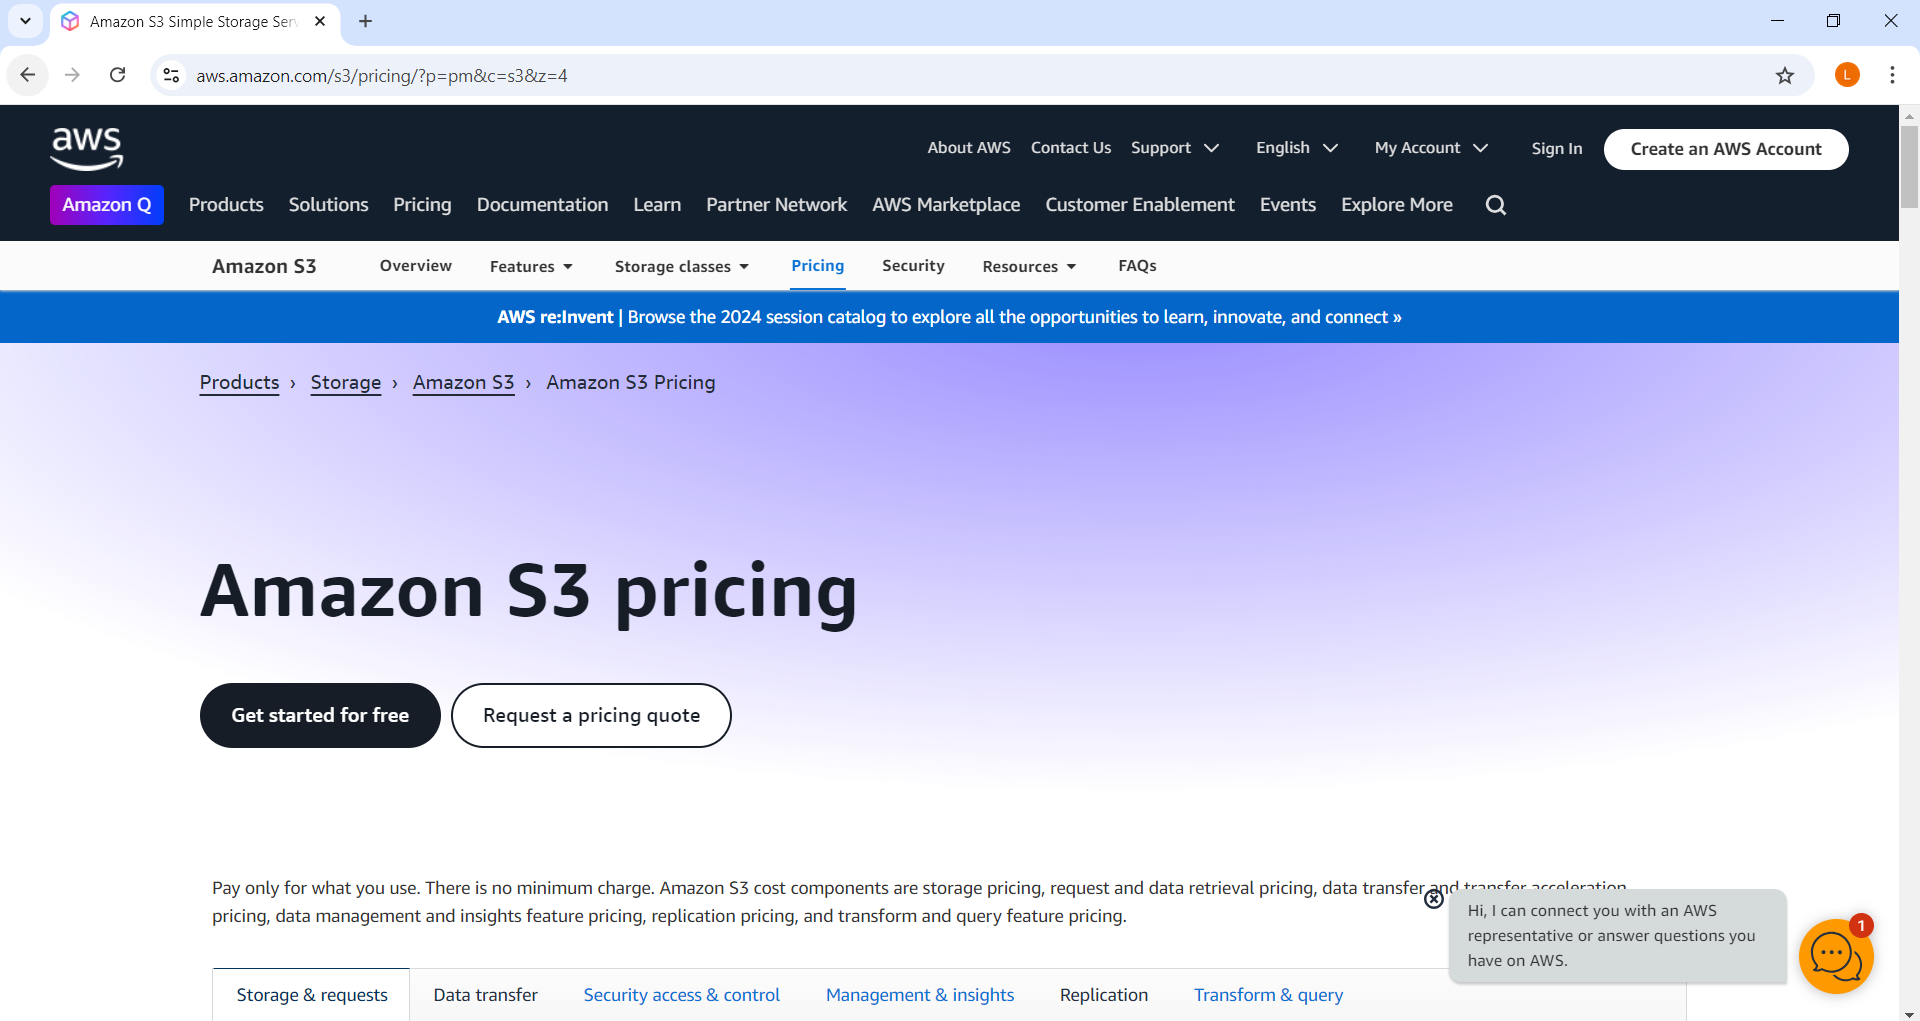 Amazon S3 Simple Storage Serv
aws.amazon.com/s3/pricing/?p=pm&c=s3&z=4
L
aws
About AWS Contact Us Support English My Account Sign In Create an AWS Account
Amazon Q Products Solutions Pricing Documentation Learn Partner Network AWS Marketplace Customer Enablement Events Explore More
Amazon S3 Overview Features Storage classes Pricing Security Resources FAQs
AWS re:Invent | Browse the 2024 session catalog to explore all the opportunities to learn, innovate, and connect »
Products › Storage › Amazon S3 › Amazon S3 Pricing
Amazon S3 pricing
Get started for free Request a pricing quote
Pay only for what you use. There is no minimum charge. Amazon S3 cost components are storage pricing, request and data retrieval pricing, data transfer and transfer acceleration
pricing, data management and insights feature pricing, replication pricing, and transform and query feature pricing.
Hi, I can connect you with an AWS
representative or answer questions you
have on AWS.
1
Storage & requests Data transfer Security access & control Management & insights Replication Transform & query